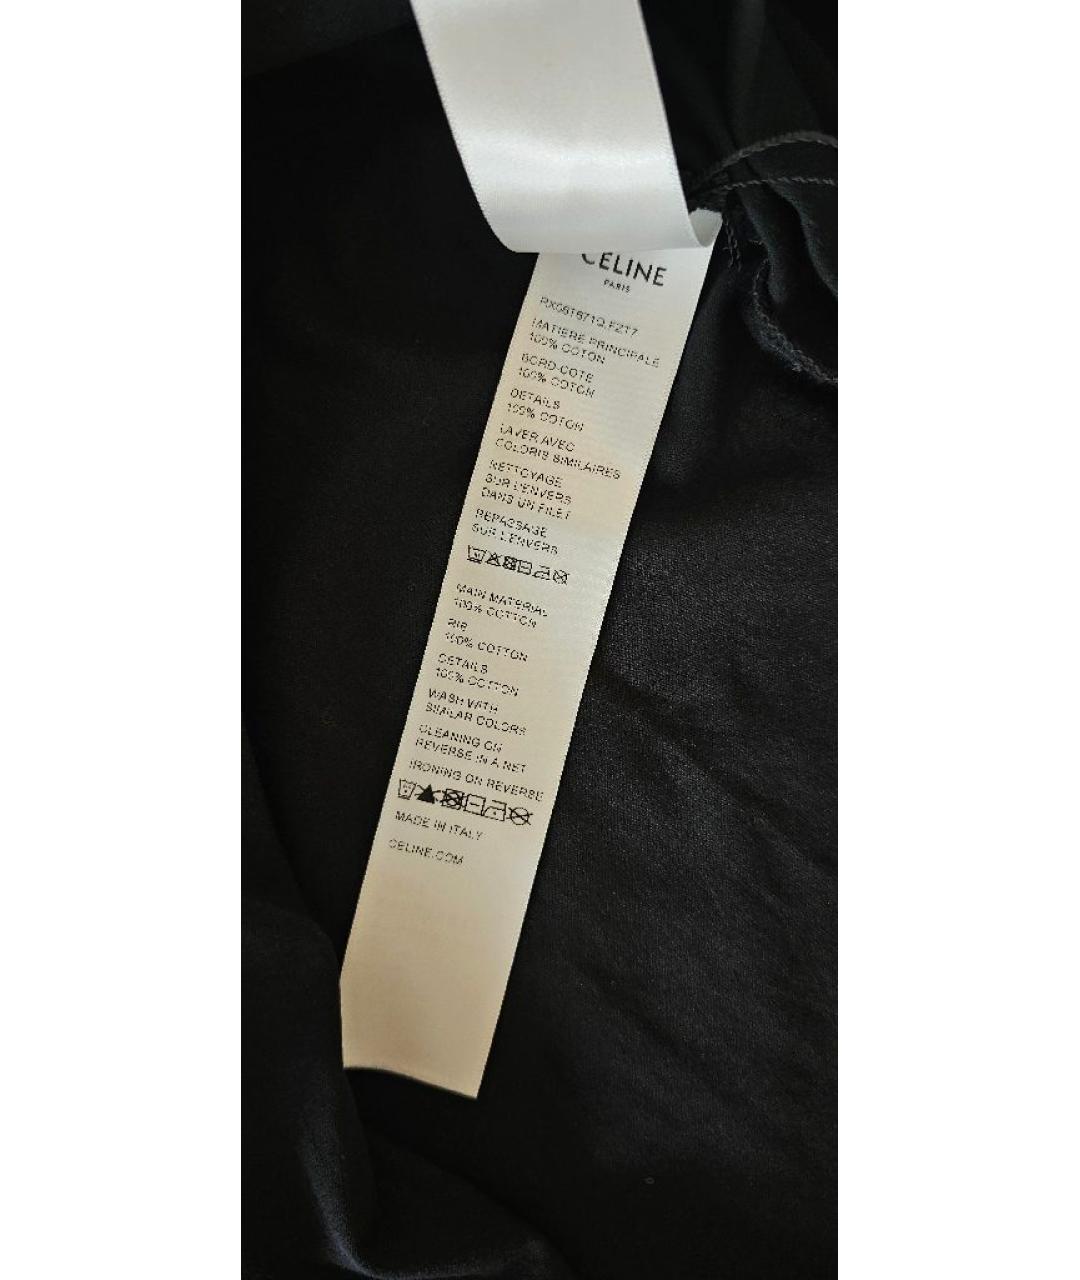 CELINE
PARIS
MATIERE PRINCIPALE
100% COTON
BORD-COTE
100% COTON
DETAILS
100% COTON
LAVER AVEC
COLORIS SIMILAIRES
NETTOYAGE
SUR L'ENVERS
DANS UN FILET
REPASSAGE
SUR L'ENVERS
MAIN MATERIAL
100% COTTON
RIB
100% COTTON
DETAILS
100% COTTON
WASH WITH
SIMILAR COLORS
CLEANING ON
REVERSE IN A NET
IRONING ON REVERSE
MADE IN ITALY
CELINE.COM